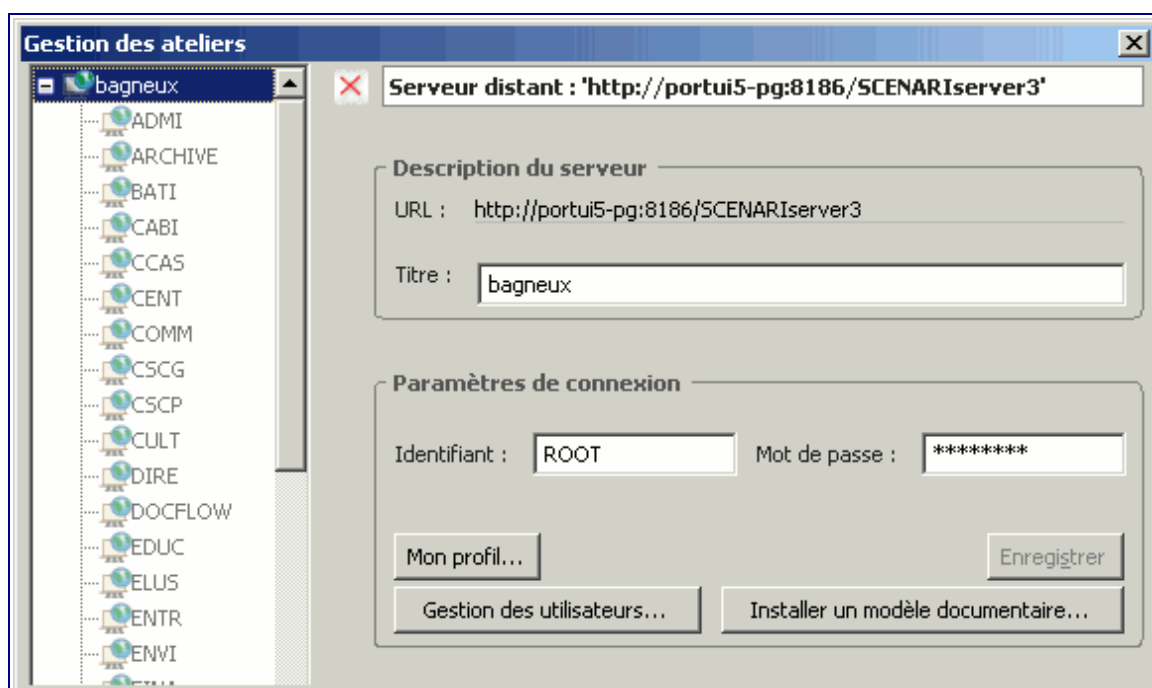 Gestion des ateliers
bagneux
ADMI
ARCHIVE
BATI
CABI
CCAS
CENT
COMM
CSCG
CSCP
CULT
DIRE
DOCFLOW
EDUC
ELUS
ENTR
ENVI
Serveur distant : 'http://portui5-pg:8186/SCENARIserver3'
Description du serveur
URL : http://portui5-pg:8186/SCENARIserver3
Titre : bagneux
Paramètres de connexion
Identifiant : ROOT Mot de passe : ********
Mon profil... Enregistrer
Gestion des utilisateurs... Installer un modèle documentaire...